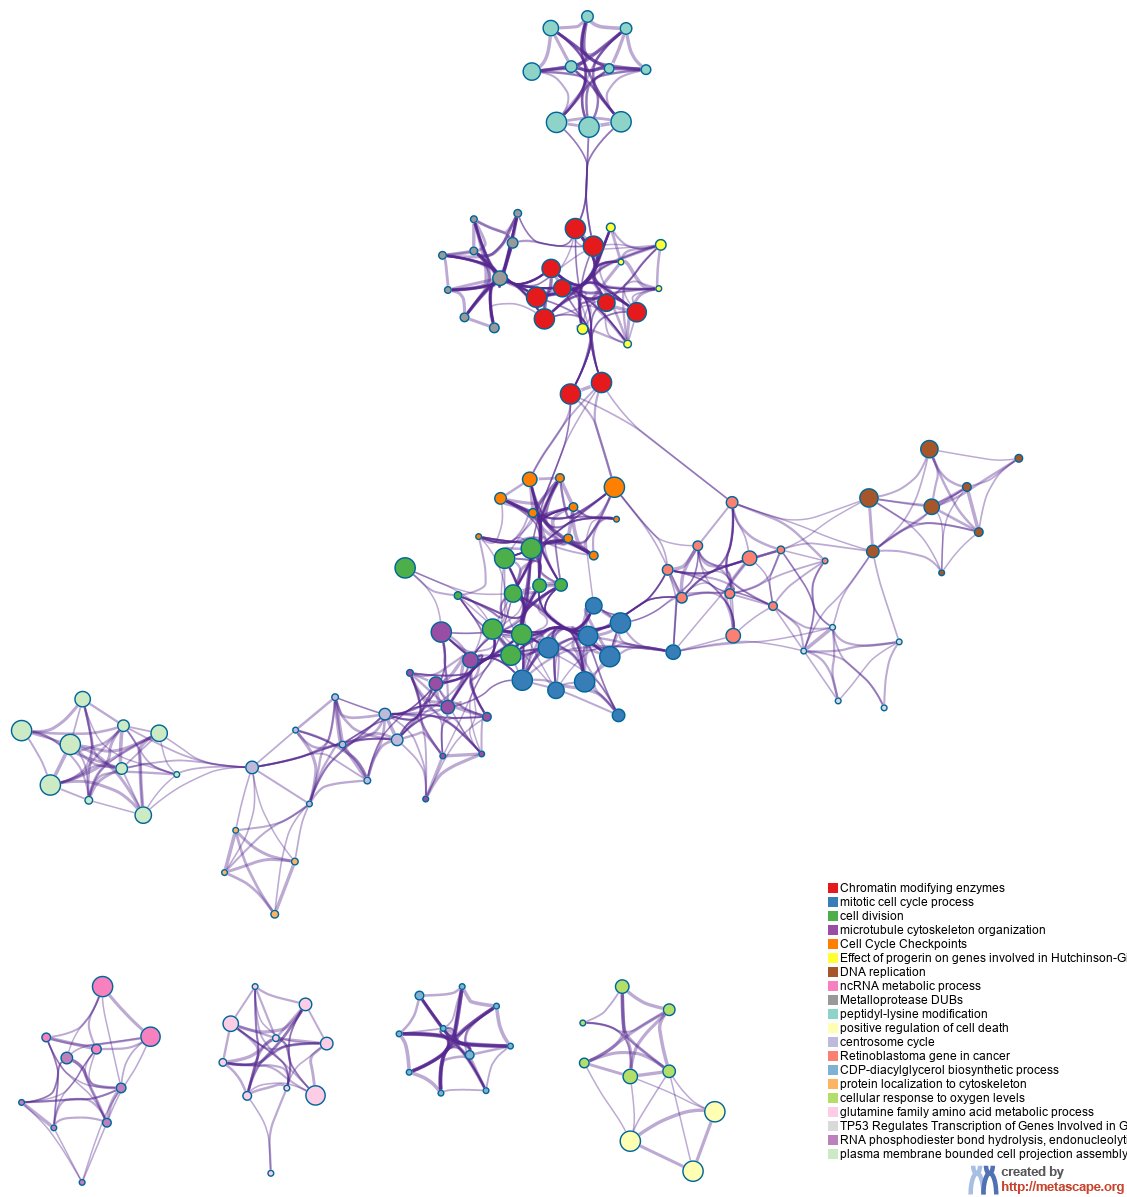 Chromatin modifying enzymes
mitotic cell cycle process
cell division
microtubule cytoskeleton organization
Cell Cycle Checkpoints
Effect of progerin on genes involved in Hutchinson-G
DNA replication
ncRNA metabolic process
Metalloprotease DUBs
peptidyl-lysine modification
positive regulation of cell death
centrosome cycle
Retinoblastoma gene in cancer
CDP-diacylglycerol biosynthetic process
protein localization to cytoskeleton
cellular response to oxygen levels
glutamine family amino acid metabolic process
TP53 Regulates Transcription of Genes Involved in G
RNA phosphodiester bond hydrolysis, endonucleolyti
plasma membrane bounded cell projection assembly
created by
http://metascape.org